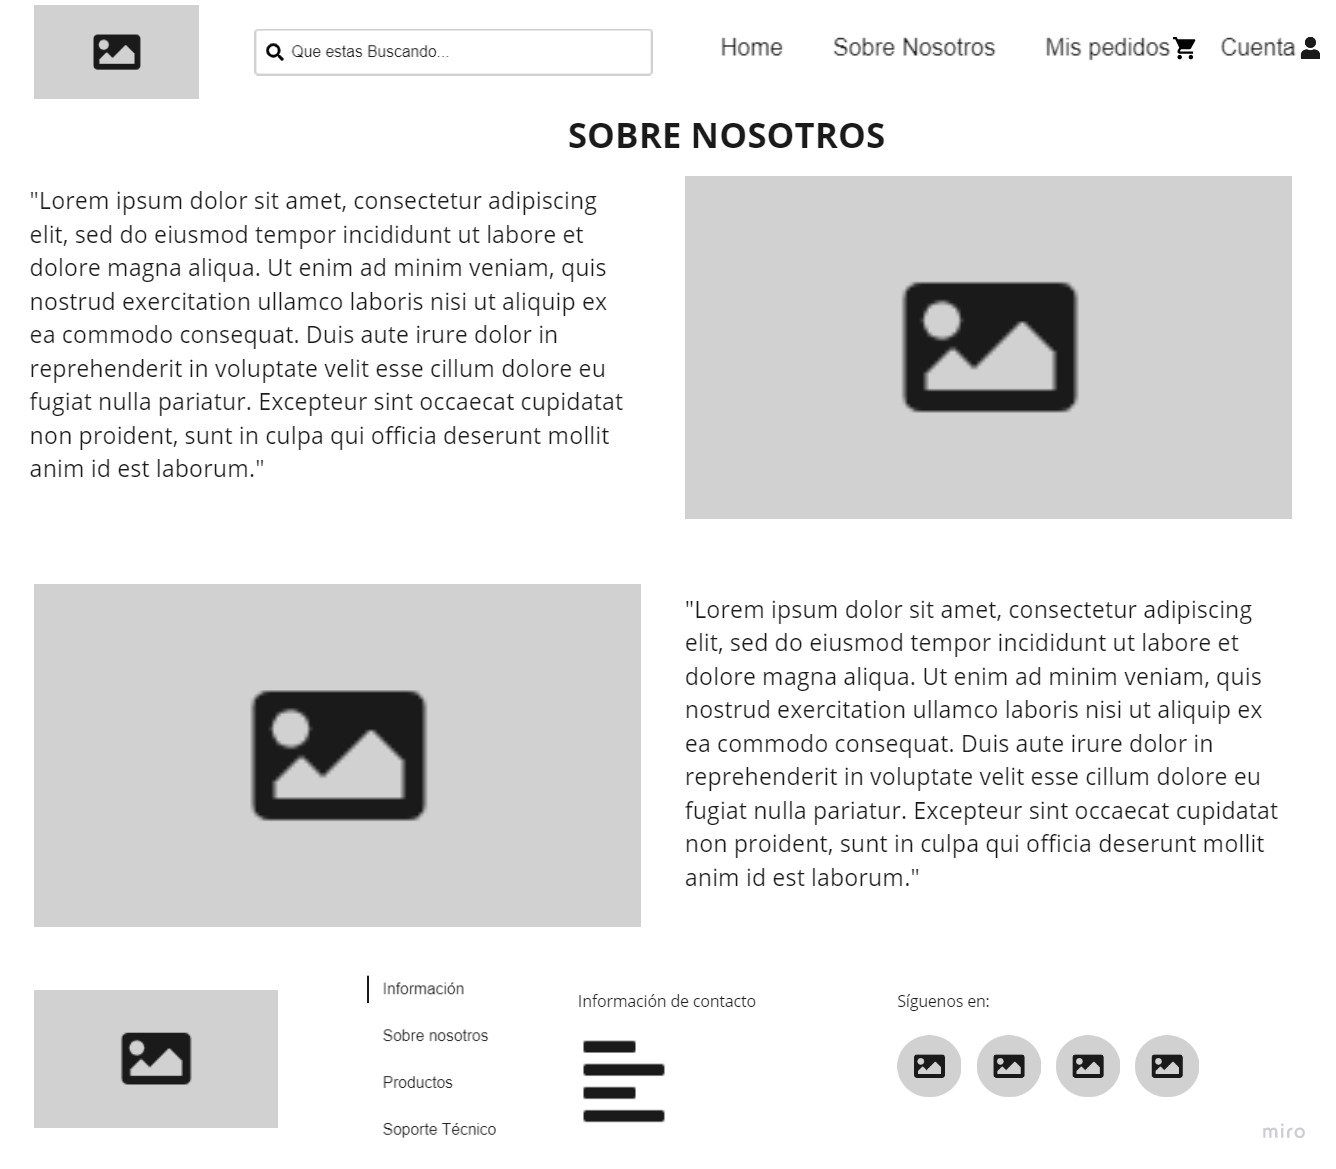 Que estas Buscando...
Home
Sobre Nosotros
Mis pedidos
Cuenta
SOBRE NOSOTROS
"Lorem ipsum dolor sit amet, consectetur adipiscing
elit, sed do eiusmod tempor incididunt ut labore et
dolore magna aliqua. Ut enim ad minim veniam, quis
nostrud exercitation ullamco laboris nisi ut aliquip ex
ea commodo consequat. Duis aute irure dolor in
reprehenderit in voluptate velit esse cillum dolore eu
fugiat nulla pariatur. Excepteur sint occaecat cupidatat
non proident, sunt in culpa qui officia deserunt mollit
anim id est laborum."
"Lorem ipsum dolor sit amet, consectetur adipiscing
elit, sed do eiusmod tempor incididunt ut labore et
dolore magna aliqua. Ut enim ad minim veniam, quis
nostrud exercitation ullamco laboris nisi ut aliquip ex
ea commodo consequat. Duis aute irure dolor in
reprehenderit in voluptate velit esse cillum dolore eu
fugiat nulla pariatur. Excepteur sint occaecat cupidatat
non proident, sunt in culpa qui officia deserunt mollit
anim id est laborum."
Información
Sobre nosotros
Productos
Soporte Técnico
Información de contacto
Síguenos en:
miro